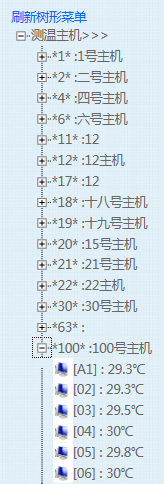 刷新树形菜单
测温主机>>>
*1* :1号主机
*2* :二号主机
*4* :四号主机
*6* :六号主机
*11* :12
*12* :12主机
*17* :12
*18* :十八号主机
*19* :十九号主机
*20* :15号主机
*21* :21号主机
*22* :22主机
*30* :30号主机
*63* :
*100* :100号主机
[A1] : 29.3℃
[02] : 29.3℃
[03] : 29.5℃
[04] : 30℃
[05] : 29.8℃
[06] : 30℃